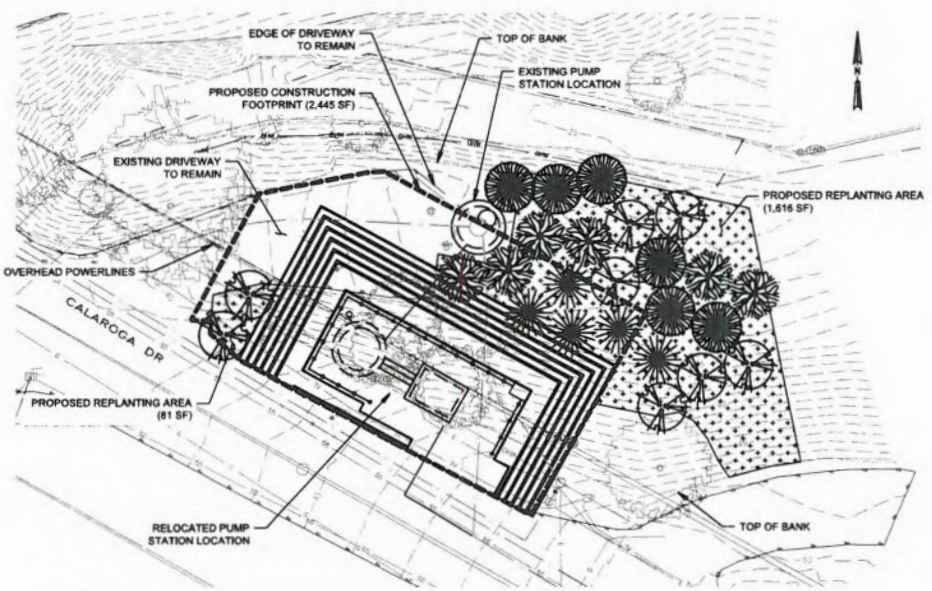 EDGE OF DRIVEWAY
TO REMAIN
TOP OF BANK
EXISTING PUMP
STATION LOCATION
N
PROPOSED CONSTRUCTION
FOOTPRINT (2,445 SF)
EXISTING DRIVEWAY
TO REMAIN
PROPOSED REPLANTING AREA
(1,616 SF)
OVERHEAD POWERLINES
CALAROGA DR
PROPOSED REPLANTING AREA
(81 SF)
RELOCATED PUMP
STATION LOCATION
TOP OF BANK